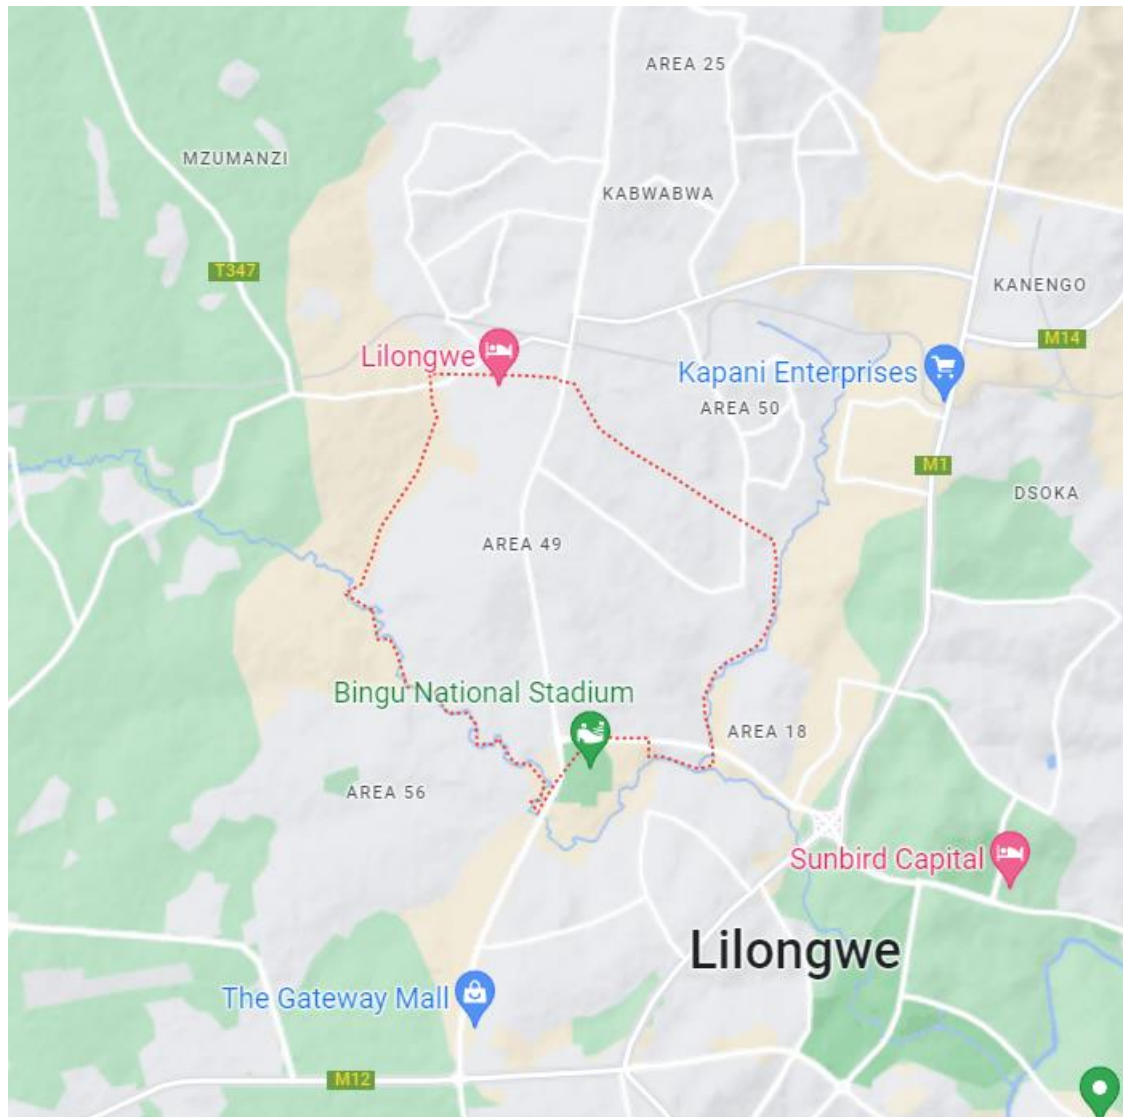 AREA 25
MZUMANZI
KABWABWA
T347
KANENGO
M14
Lilongwe
Kapani Enterprises
AREA 50
M1
DSOKA
AREA 49
Bingu National Stadium
AREA 18
AREA 56
Sunbird Capital
Lilongwe
The Gateway Mall
M12